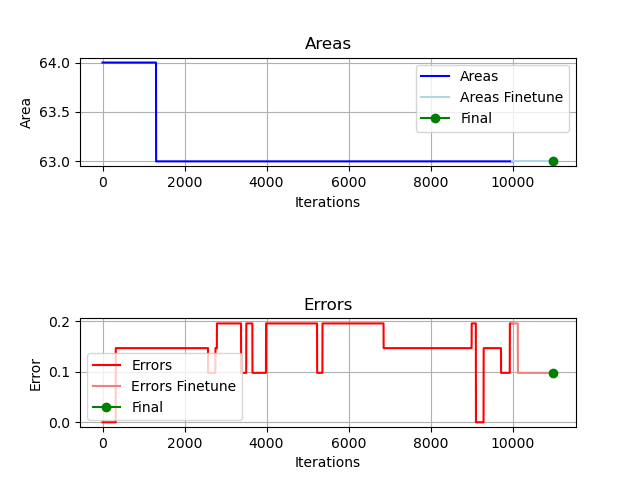 Areas
64.0
63.5
63.0
Area
Areas
Areas Finetune
Final
0
2000
4000
6000
8000
10000
Iterations
Errors
0.2
0.1
0.0
Error
Errors
Errors Finetune
Final
0
2000
4000
6000
8000
10000
Iterations